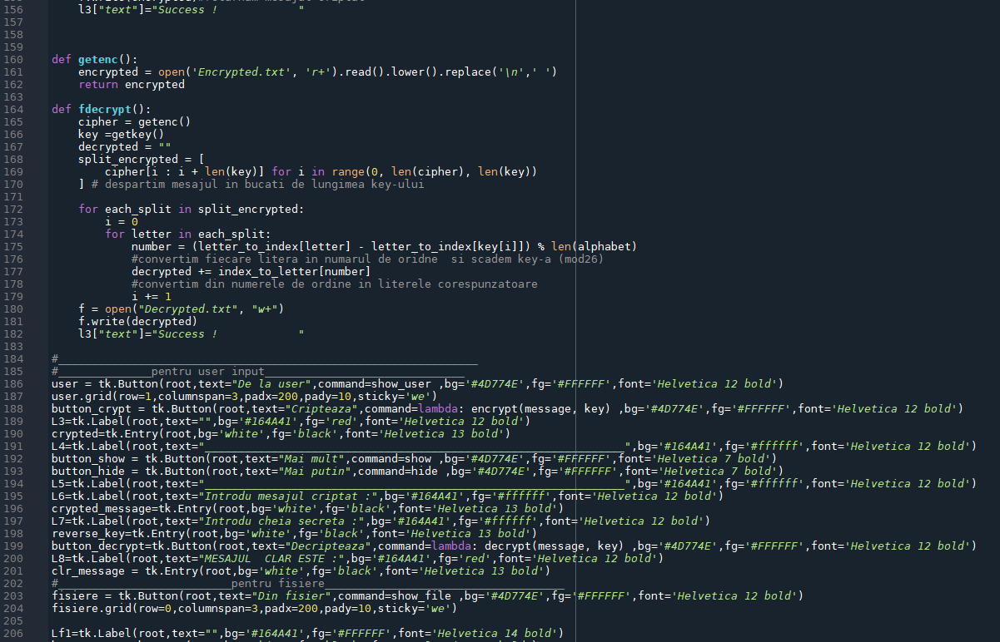 156 l3["text"]="Success !            "
157
158
159
160 def getenc():
161     encrypted = open('Encrypted.txt', 'r+').read().lower().replace('\n',' ')
162     return encrypted
163
164 def fdecrypt():
165     cipher = getenc()
166     key =getkey()
167     decrypted = ""
168     split_encrypted = [
169         cipher[i : i + len(key)] for i in range(0, len(cipher), len(key))
170     ] # despartim mesajul in bucati de lungimea key-ului
171
172     for each_split in split_encrypted:
173         i = 0
174         for letter in each_split:
175             number = (letter_to_index[letter] - letter_to_index[key[i]]) % len(alphabet)
176             #convertim fiecare litera in numarul de oridne  si scadem key-a (mod26)
177             decrypted += index_to_letter[number]
178             #convertim din numerele de ordine in literele corespunzatoare
179             i += 1
180     f = open("Decrypted.txt", "w+")
181     f.write(decrypted)
182     l3["text"]="Success !            "
183
184 #_______________________________________________________________
185 #______________pentru user input______________________________
186 user = tk.Button(root,text="De la user",command=show_user ,bg='#4D774E',fg='#FFFFFF',font='Helvetica 12 bold')
187 user.grid(row=1,columnspan=3,padx=200,pady=10,sticky='we')
188 button_crypt = tk.Button(root,text="Cripteaza",command=lambda: encrypt(message, key) ,bg='#4D774E',fg='#FFFFFF',font='Helvetica 12 bold')
189 L3=tk.Label(root,text="",bg='#164A41',fg='red',font='Helvetica 12 bold')
190 crypted=tk.Entry(root,bg='white',fg='black',font='Helvetica 13 bold')
191 L4=tk.Label(root,text="_______________________________________________________________",bg='#164A41',fg='#ffffff',font='Helvetica 12 bold')
192 button_show = tk.Button(root,text="Mai mult",command=show ,bg='#4D774E',fg='#FFFFFF',font='Helvetica 7 bold')
193 button_hide = tk.Button(root,text="Mai putin",command=hide ,bg='#4D774E',fg='#FFFFFF',font='Helvetica 7 bold')
194 L5=tk.Label(root,text="_______________________________________________________________",bg='#164A41',fg='#ffffff',font='Helvetica 12 bold')
195 L6=tk.Label(root,text="Introdu mesajul criptat :",bg='#164A41',fg='#ffffff',font='Helvetica 12 bold')
196 crypted_message=tk.Entry(root,bg='white',fg='black',font='Helvetica 13 bold')
197 L7=tk.Label(root,text="Introdu cheia secreta :",bg='#164A41',fg='#ffffff',font='Helvetica 12 bold')
198 reverse_key=tk.Entry(root,bg='white',fg='black',font='Helvetica 13 bold')
199 button_decrypt=tk.Button(root,text="Decripteaza",command=lambda: decrypt(message, key) ,bg='#4D774E',fg='#FFFFFF',font='Helvetica 12 bold')
200 L8=tk.Label(root,text="MESAJUL  CLAR ESTE :",bg='#164A41',fg='red',font='Helvetica 12 bold')
201 clr_message = tk.Entry(root,bg='white',fg='black',font='Helvetica 13 bold')
202 #__________________________pentru fisiere____________________________________
203 fisiere = tk.Button(root,text="Din fisier",command=show_file ,bg='#4D774E',fg='#FFFFFF',font='Helvetica 12 bold')
204 fisiere.grid(row=0,columnspan=3,padx=200,pady=10,sticky='we')
205
206 Lf1=tk.Label(root,text="",bg='#164A41',fg='#FFFFFF',font='Helvetica 14 bold')